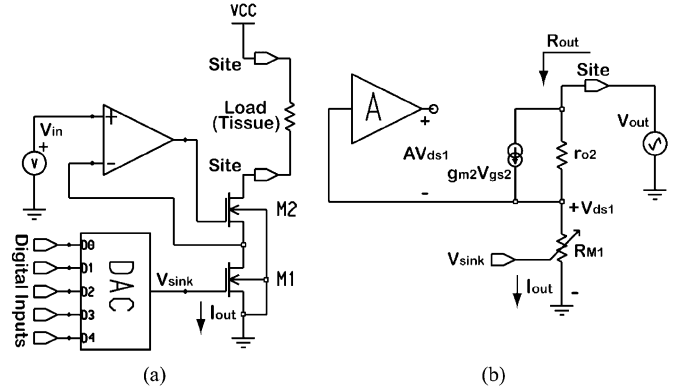 VCC
Site
Load
(Tissue)
Site
Vin
+
V
+
-
M2
Digital Inputs
D0
D1
D2
D3
D4
DAC
Vsink
M1
Iout
(a)
Rout
Site
A
+
AVds1
-
gm2Vgs2
ro2
Vout
+Vds1
Vsink
RM1
Iout
-
(b)